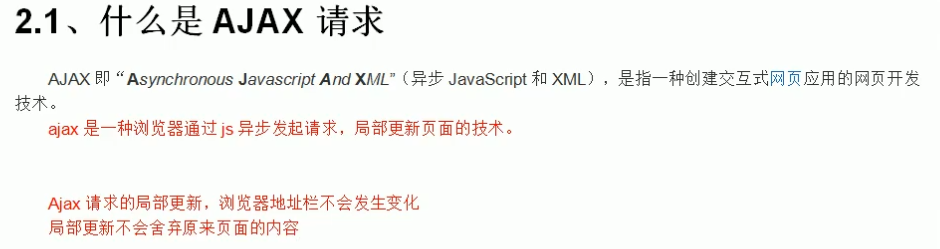 2.1、什么是 AJAX 请求
AJAX 即“Asynchronous Javascript And XML”（异步 JavaScript 和 XML），是指一种创建交互式网页应用的网页开发
技术。
ajax 是一种浏览器通过 js 异步发起请求，局部更新页面的技术。
Ajax 请求的局部更新，浏览器地址栏不会发生变化
局部更新不会舍弃原来页面的内容